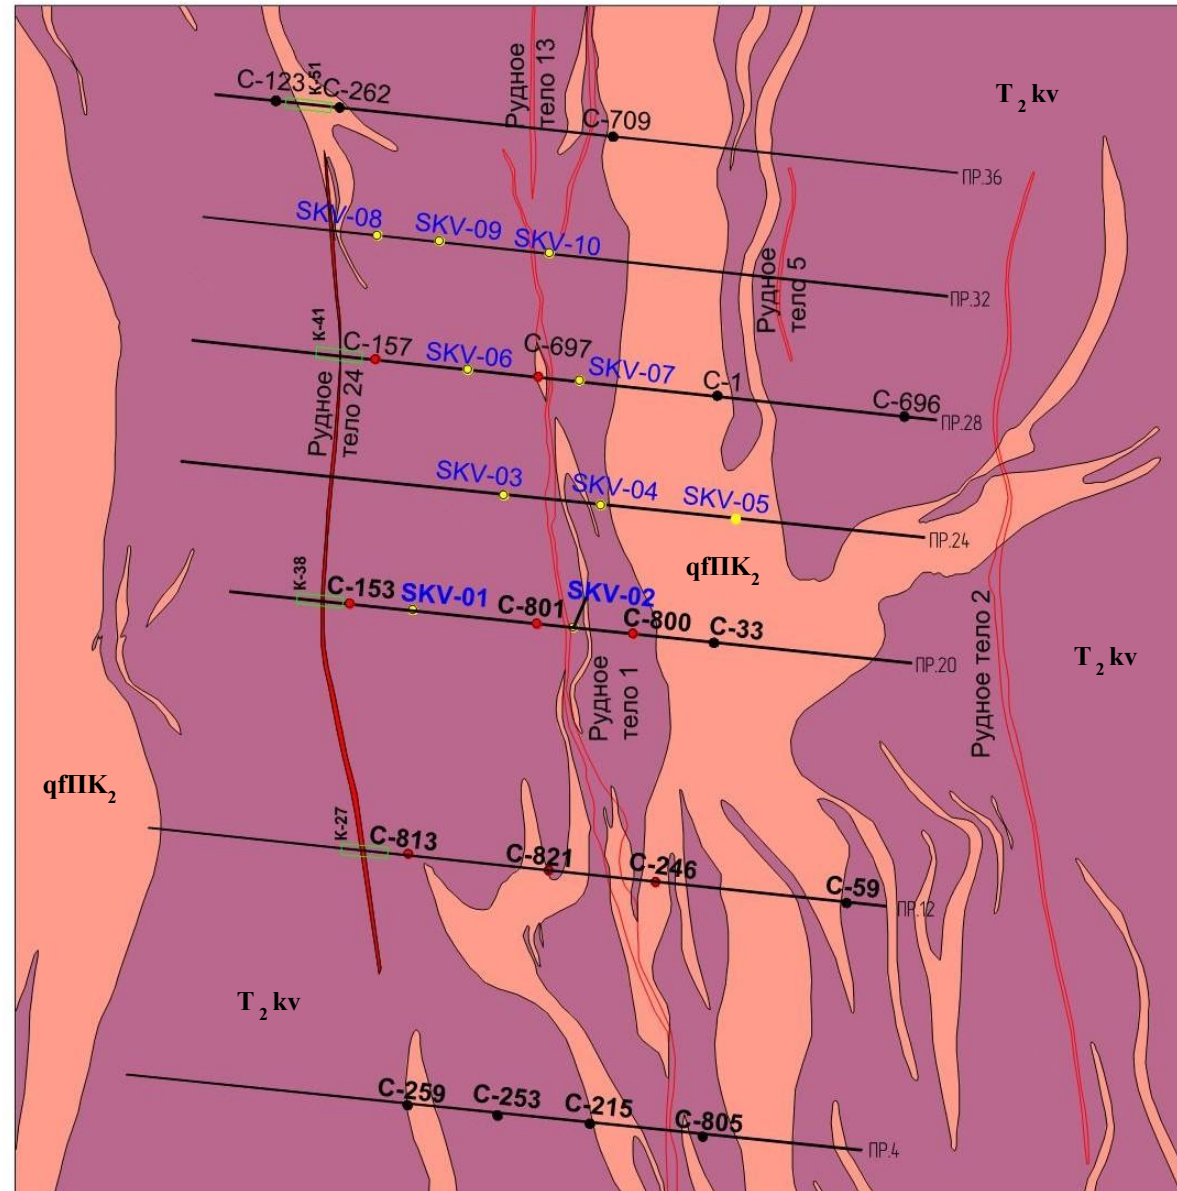 T₂ kv
Рудное
тело 13
К-51
С-123
С-262
С-709
ПР.36
SKV-08
SKV-09
SKV-10
Рудное
тело 5
ПР.32
К-41
С-157
SKV-06
С-697
SKV-07
С-1
С-696
ПР.28
Рудное
тело 24
SKV-03
SKV-04
SKV-05
ПР.24
qfПК₂
К-38
С-153
SKV-01
С-801
SKV-02
С-800
С-33
ПР.20
Рудное
тело 1
Рудное тело 2
T₂ kv
qfПК₂
К-27
С-813
С-821
С-246
С-59
ПР.12
T₂ kv
С-259
С-253
С-215
С-805
ПР.4